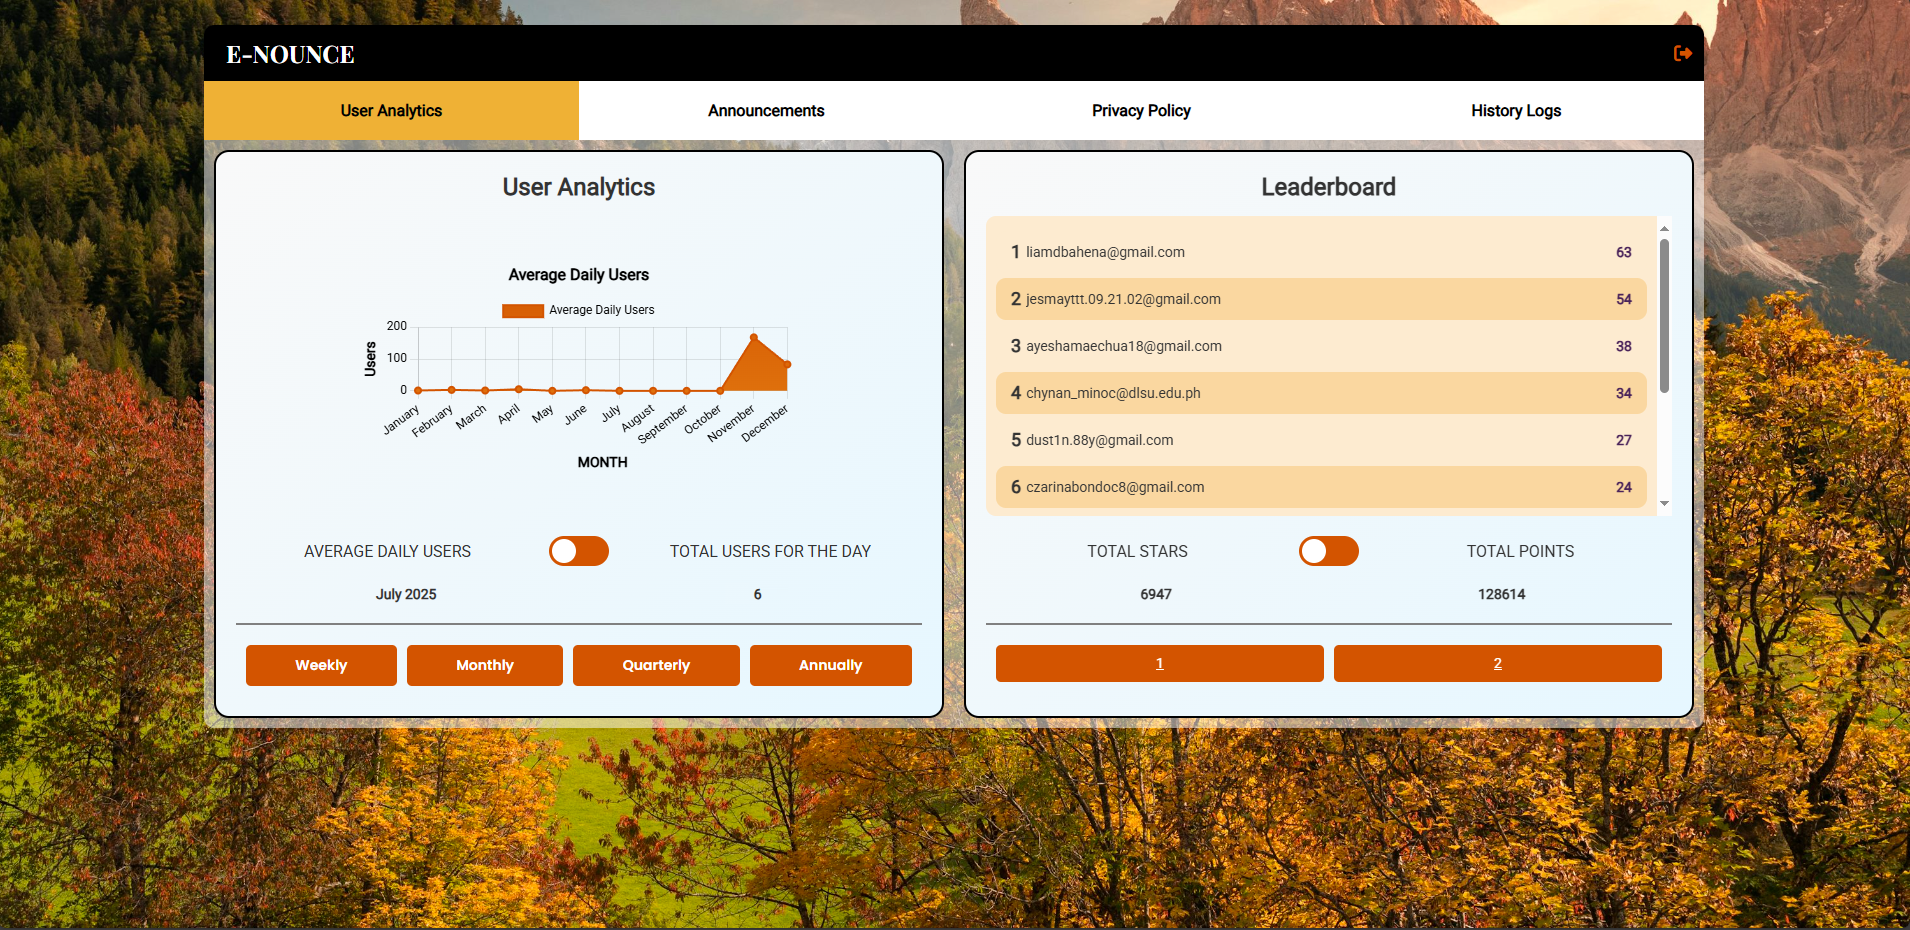 E-NOUNCE
User Analytics
Announcements
Privacy Policy
History Logs
User Analytics
Average Daily Users
Average Daily Users
Users
200
100
0
January
February
March
April
May
June
July
August
September
October
November
December
MONTH
AVERAGE DAILY USERS
TOTAL USERS FOR THE DAY
July 2025
6
Weekly
Monthly
Quarterly
Annually
Leaderboard
1 liamdbahena@gmail.com 63
2 jesmayttt.09.21.02@gmail.com 54
3 ayeshamaechua18@gmail.com 38
4 chynan_minoc@dlsu.edu.ph 34
5 dust1n.88y@gmail.com 27
6 czarinabondoc8@gmail.com 24
TOTAL STARS
TOTAL POINTS
6947
128614
1
2